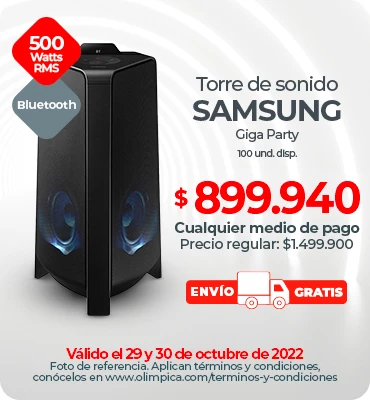 500
Watts
RMS
Bluetooth
Torre de sonido
SAMSUNG
Giga Party
100 und. disp.
$ 899.940
Cualquier medio de pago
Precio regular: $1.499.900
ENVÍO GRATIS
Válido el 29 y 30 de octubre de 2022
Foto de referencia. Aplican términos y condiciones,
conócelos en www.olimpica.com/terminos-y-condiciones